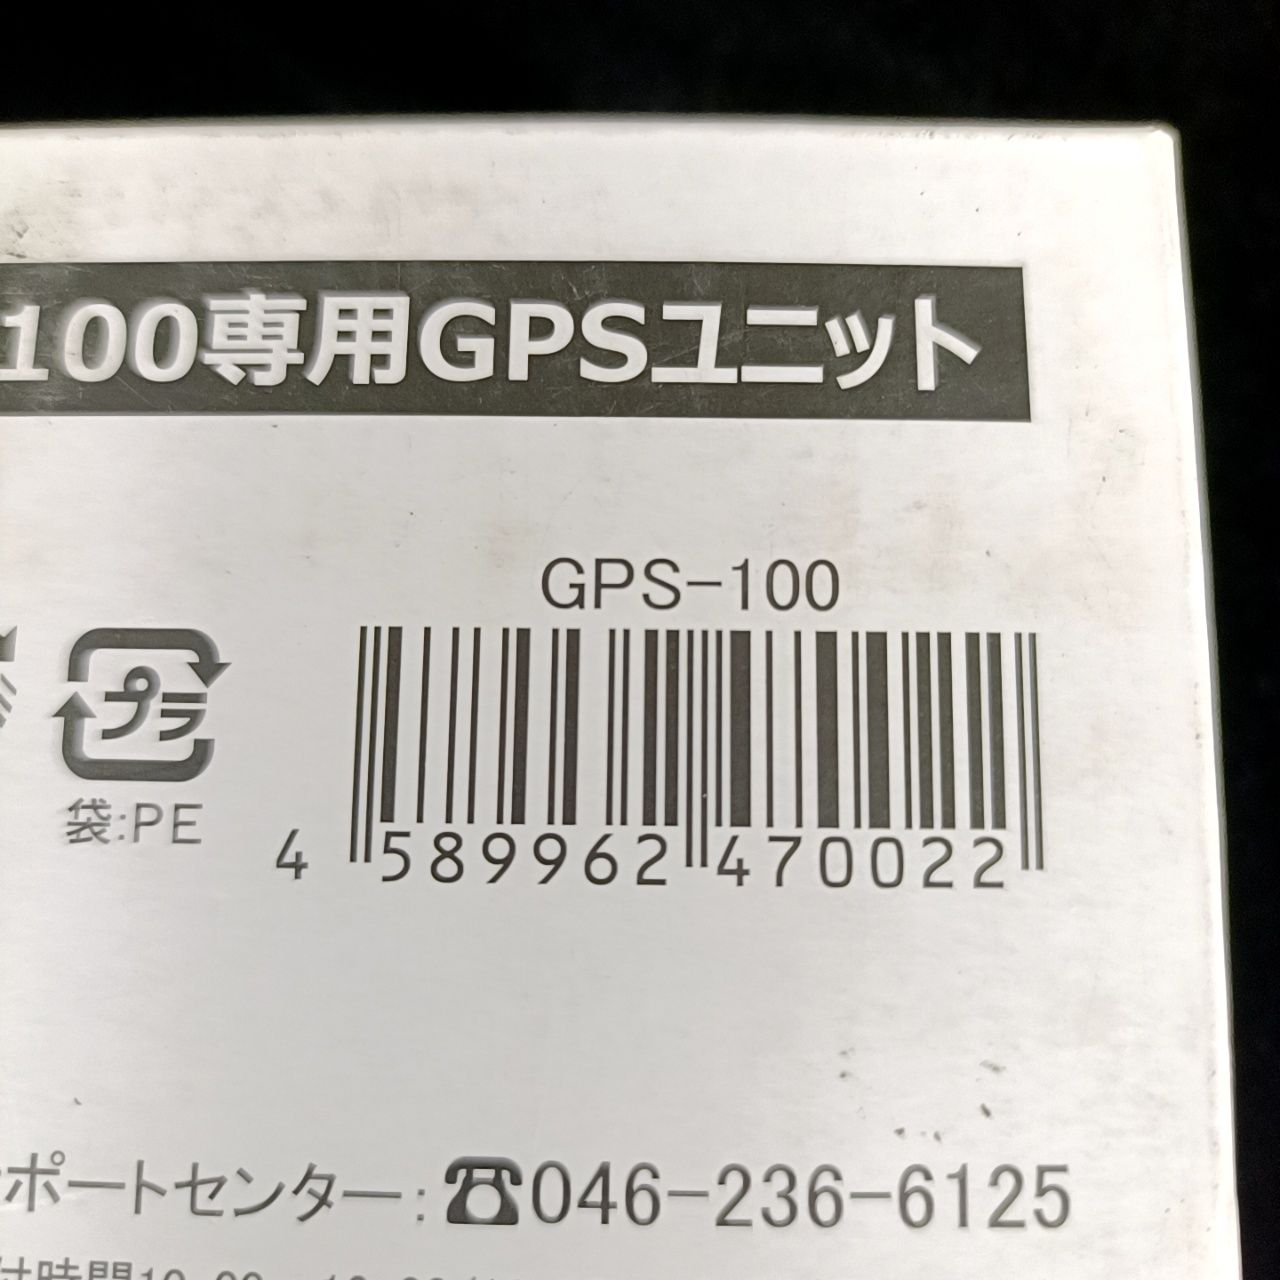 100専用GPSユニット
GPS-100
プラ
袋:PE
4 589962 470022
ポートセンター:☎046-236-6125